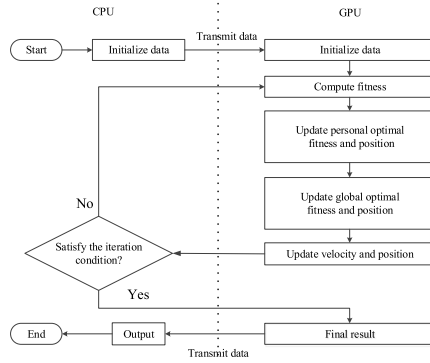 CPU
GPU
Transmit data
Start
Initialize data
Initialize data
Compute fitness
Update personal optimal
fitness and position
Update global optimal
fitness and position
No
Satisfy the iteration
condition?
Update velocity and position
Yes
End
Output
Final result
Transmit data